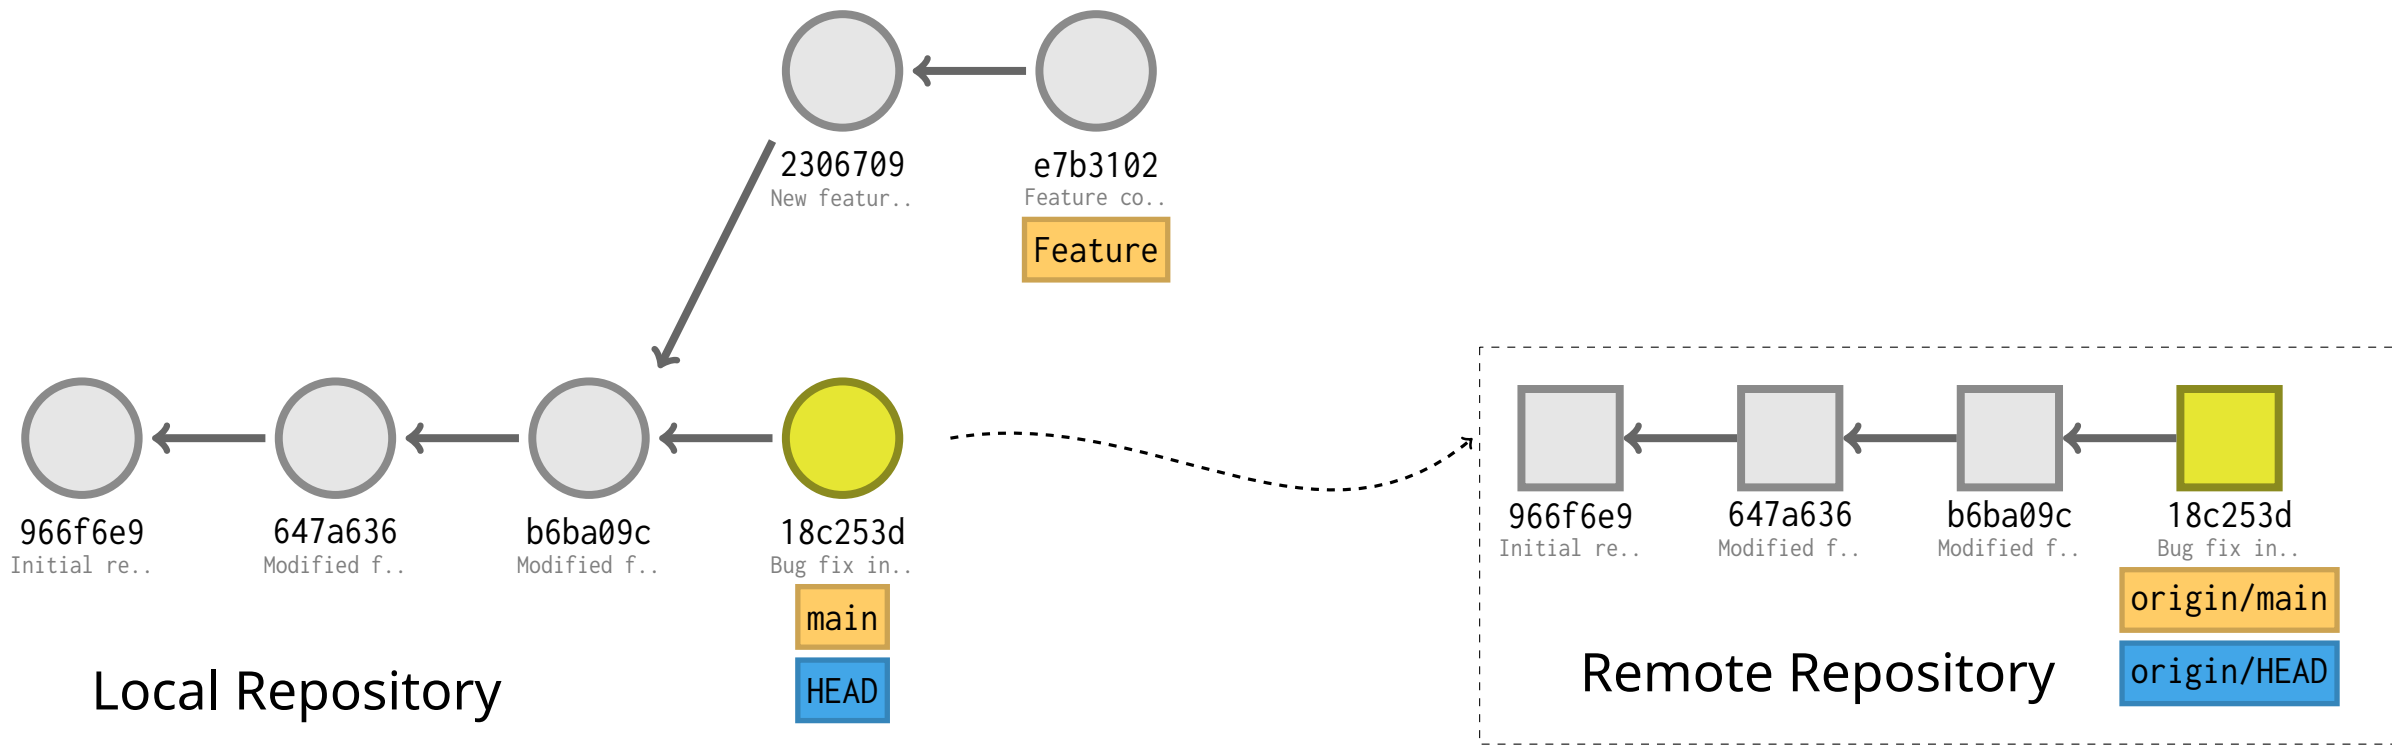 2306709
New featur..
e7b3102
Feature co..
Feature
966f6e9
Initial re..
647a636
Modified f..
b6ba09c
Modified f..
18c253d
Bug fix in..
main
HEAD
Local Repository
966f6e9
Initial re..
647a636
Modified f..
b6ba09c
Modified f..
18c253d
Bug fix in..
origin/main
origin/HEAD
Remote Repository